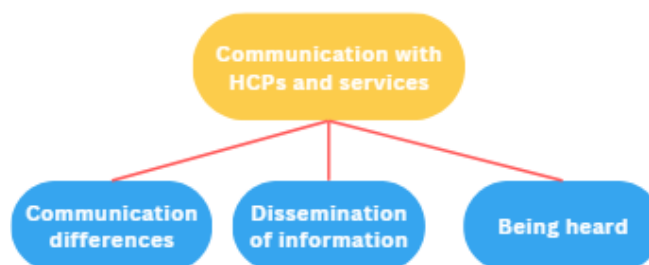 Communication with
HCPs and services
Communication
differences
Dissemination
of information
Being heard